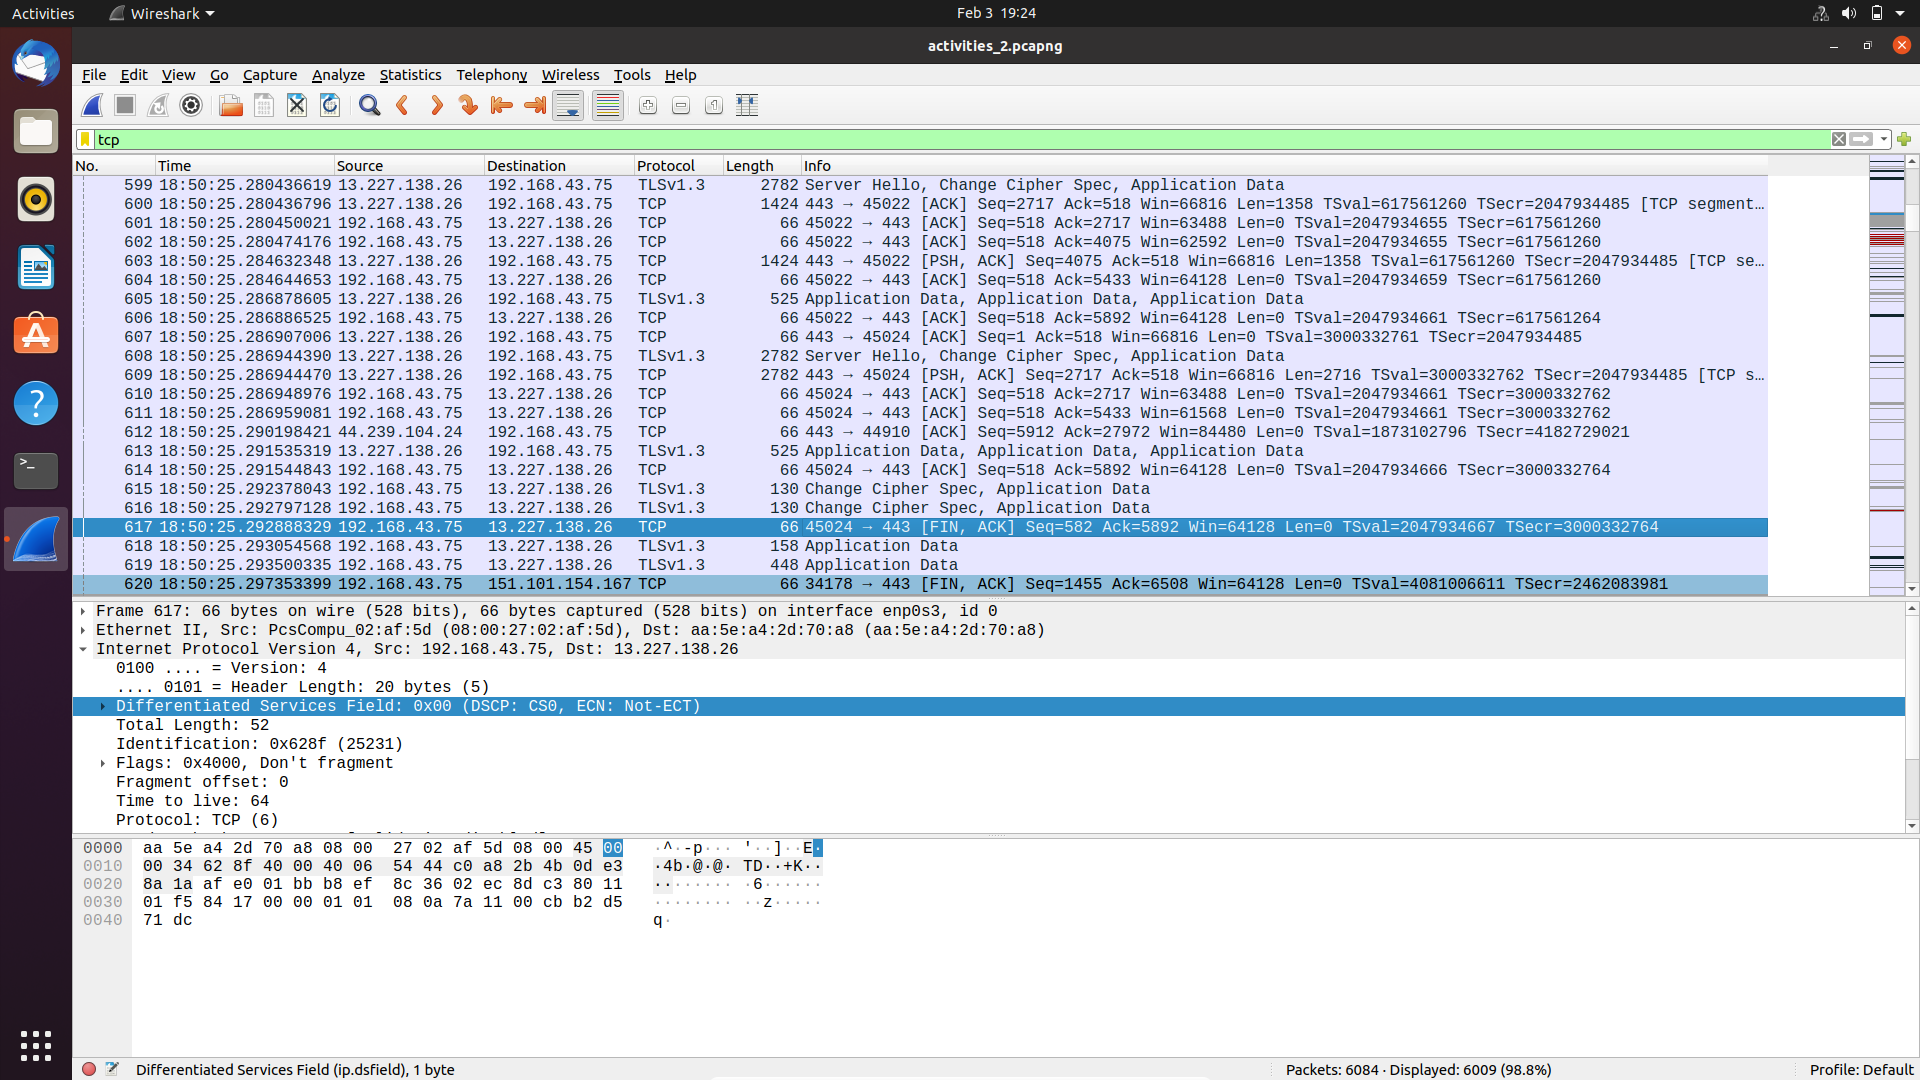 Activities Wireshark Feb 3 19:24
activities_2.pcapng
File Edit View Go Capture Analyze Statistics Telephony Wireless Tools Help
tcp
No. Time Source Destination Protocol Length Info
599 18:50:25.280436619 13.227.138.26 192.168.43.75 TLSv1.3 2782 Server Hello, Change Cipher Spec, Application Data
600 18:50:25.280436796 13.227.138.26 192.168.43.75 TCP 1424 443 → 45022 [ACK] Seq=2717 Ack=518 Win=66816 Len=1358 TSval=617561260 TSecr=2047934485 [TCP segment…
601 18:50:25.280450021 192.168.43.75 13.227.138.26 TCP 66 45022 → 443 [ACK] Seq=518 Ack=2717 Win=63488 Len=0 TSval=2047934655 TSecr=617561260
602 18:50:25.280474176 192.168.43.75 13.227.138.26 TCP 66 45022 → 443 [ACK] Seq=518 Ack=4075 Win=62592 Len=0 TSval=2047934655 TSecr=617561260
603 18:50:25.284632348 13.227.138.26 192.168.43.75 TCP 1424 443 → 45022 [PSH, ACK] Seq=4075 Ack=518 Win=66816 Len=1358 TSval=617561260 TSecr=2047934485 [TCP se…
604 18:50:25.284644653 192.168.43.75 13.227.138.26 TCP 66 45022 → 443 [ACK] Seq=518 Ack=5433 Win=64128 Len=0 TSval=2047934659 TSecr=617561260
605 18:50:25.286878605 13.227.138.26 192.168.43.75 TLSv1.3 525 Application Data, Application Data, Application Data
606 18:50:25.286886525 192.168.43.75 13.227.138.26 TCP 66 45022 → 443 [ACK] Seq=518 Ack=5892 Win=64128 Len=0 TSval=2047934661 TSecr=617561264
607 18:50:25.286907006 13.227.138.26 192.168.43.75 TCP 66 443 → 45024 [ACK] Seq=1 Ack=518 Win=66816 Len=0 TSval=3000332761 TSecr=2047934485
608 18:50:25.286944390 13.227.138.26 192.168.43.75 TLSv1.3 2782 Server Hello, Change Cipher Spec, Application Data
609 18:50:25.286944470 13.227.138.26 192.168.43.75 TCP 2782 443 → 45024 [PSH, ACK] Seq=2717 Ack=518 Win=66816 Len=2716 TSval=3000332762 TSecr=2047934485 [TCP s…
610 18:50:25.286948976 192.168.43.75 13.227.138.26 TCP 66 45024 → 443 [ACK] Seq=518 Ack=2717 Win=63488 Len=0 TSval=2047934661 TSecr=3000332762
611 18:50:25.286959081 192.168.43.75 13.227.138.26 TCP 66 45024 → 443 [ACK] Seq=518 Ack=5433 Win=61568 Len=0 TSval=2047934661 TSecr=3000332762
612 18:50:25.290198421 44.239.104.24 192.168.43.75 TCP 66 443 → 44910 [ACK] Seq=5912 Ack=27972 Win=84480 Len=0 TSval=1873102796 TSecr=4182729021
613 18:50:25.291535319 13.227.138.26 192.168.43.75 TLSv1.3 525 Application Data, Application Data, Application Data
614 18:50:25.291544843 192.168.43.75 13.227.138.26 TCP 66 45024 → 443 [ACK] Seq=518 Ack=5892 Win=64128 Len=0 TSval=2047934666 TSecr=3000332764
615 18:50:25.292378043 192.168.43.75 13.227.138.26 TLSv1.3 130 Change Cipher Spec, Application Data
616 18:50:25.292797128 192.168.43.75 13.227.138.26 TLSv1.3 130 Change Cipher Spec, Application Data
617 18:50:25.292888329 192.168.43.75 13.227.138.26 TCP 66 45024 → 443 [FIN, ACK] Seq=582 Ack=5892 Win=64128 Len=0 TSval=2047934667 TSecr=3000332764
618 18:50:25.293054568 192.168.43.75 13.227.138.26 TLSv1.3 158 Application Data
619 18:50:25.293500335 192.168.43.75 13.227.138.26 TLSv1.3 448 Application Data
620 18:50:25.297353399 192.168.43.75 151.101.154.167 TCP 66 34178 → 443 [FIN, ACK] Seq=1455 Ack=6508 Win=64128 Len=0 TSval=4081006611 TSecr=2462083981
Frame 617: 66 bytes on wire (528 bits), 66 bytes captured (528 bits) on interface enp0s3, id 0
Ethernet II, Src: PcsCompu_02:af:5d (08:00:27:02:af:5d), Dst: aa:5e:a4:2d:70:a8 (aa:5e:a4:2d:70:a8)
Internet Protocol Version 4, Src: 192.168.43.75, Dst: 13.227.138.26
0100 .... = Version: 4
.... 0101 = Header Length: 20 bytes (5)
Differentiated Services Field: 0x00 (DSCP: CS0, ECN: Not-ECT)
Total Length: 52
Identification: 0x628f (25231)
Flags: 0x4000, Don't fragment
Fragment offset: 0
Time to live: 64
Protocol: TCP (6)
0000 aa 5e a4 2d 70 a8 08 00 27 02 af 5d 08 00 45 00 ·^·-p··· '··]··E·
0010 00 34 62 8f 40 00 40 06 54 44 c0 a8 2b 4b 0d e3 ·4b·@·@· TD··+K··
0020 8a 1a af e0 01 bb b8 ef 8c 36 02 ec 8d c3 80 11 ········ ·6······
0030 01 f5 84 17 00 00 01 01 08 0a 7a 11 00 cb b2 d5 ········ ··z·····
0040 71 dc q·
Differentiated Services Field (ip.dsfield), 1 byte Packets: 6084 · Displayed: 6009 (98.8%) Profile: Default